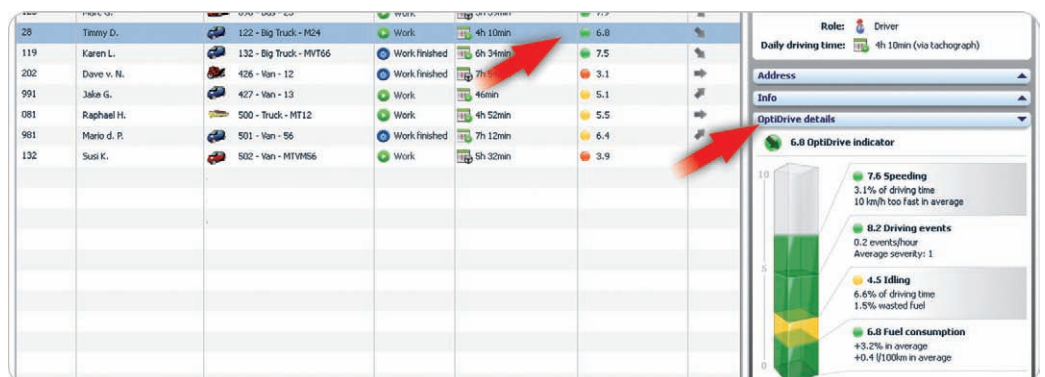 Work
28 Timmy D. 122 - Big Truck - M24 Work 4h 10min 6.8
119 Karen L. 132 - Big Truck - MVT66 Work finished 6h 34min 7.5
202 Dave v. N. 426 - Van - 12 Work finished 3.1
991 Jake G. 427 - Van - 13 Work 46min 5.1
081 Raphael H. 500 - Truck - MT12 Work 4h 52min 5.5
981 Mario d. P. 501 - Van - 56 Work finished 7h 12min 6.4
132 Susi K. 502 - Van - MTVM56 Work 5h 32min 3.9
Role: Driver
Daily driving time: 4h 10min (via tachograph)
Address
Info
OptiDrive details
6.8 OptiDrive indicator
10
7.6 Speeding
3.1% of driving time
10 km/h too fast in average
8.2 Driving events
0.2 events/hour
Average severity: 1
5
4.5 Idling
6.6% of driving time
1.5% wasted fuel
6.8 Fuel consumption
+3.2% in average
+0.4 l/100km in average
0